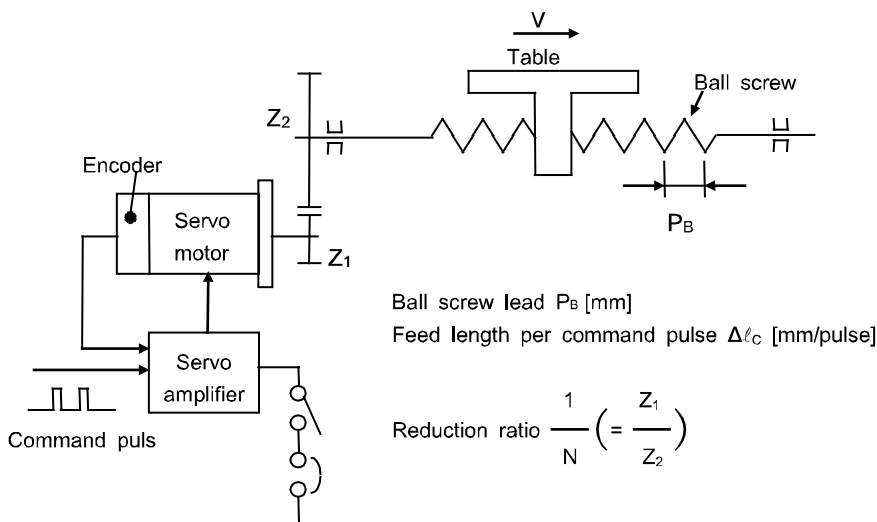 V
Table
Ball screw
Z2
Encoder
PB
Servo
motor
Z1
Ball screw lead PB [mm]
Feed length per command pulse ΔℓC [mm/pulse]
Servo
amplifier
Reduction ratio 1/N (= Z1/Z2)
Command puls